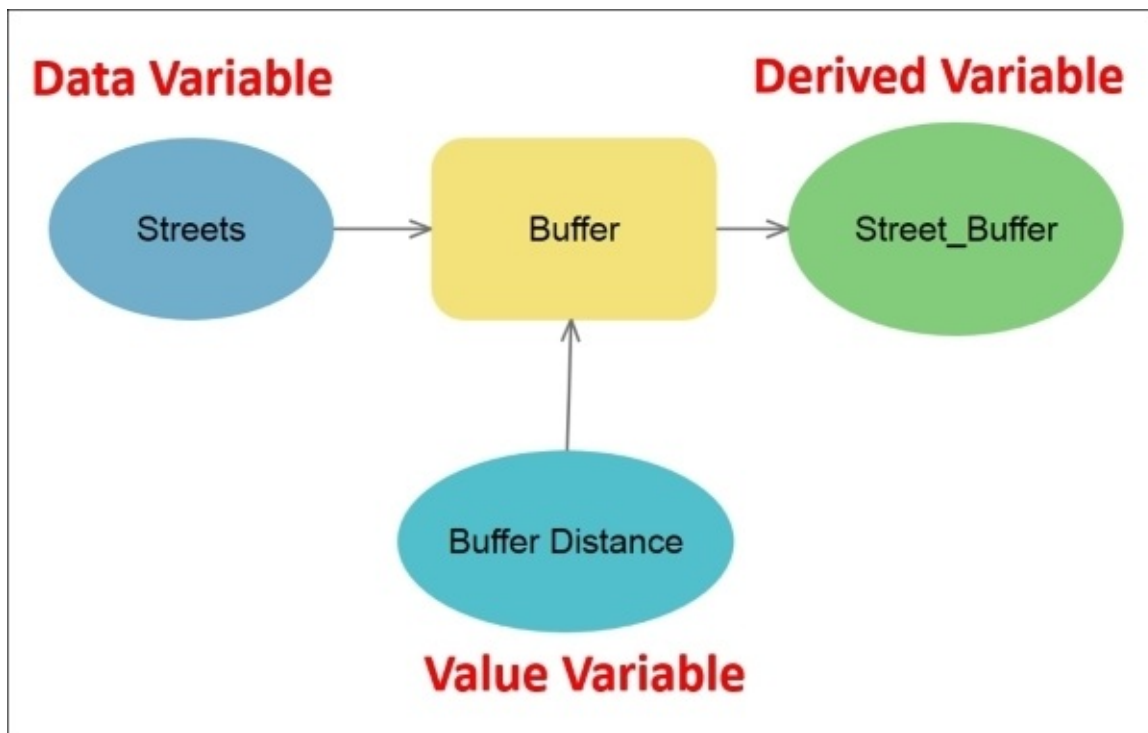 Data Variable
Derived Variable
Streets
Buffer
Street_Buffer
Buffer Distance
Value Variable